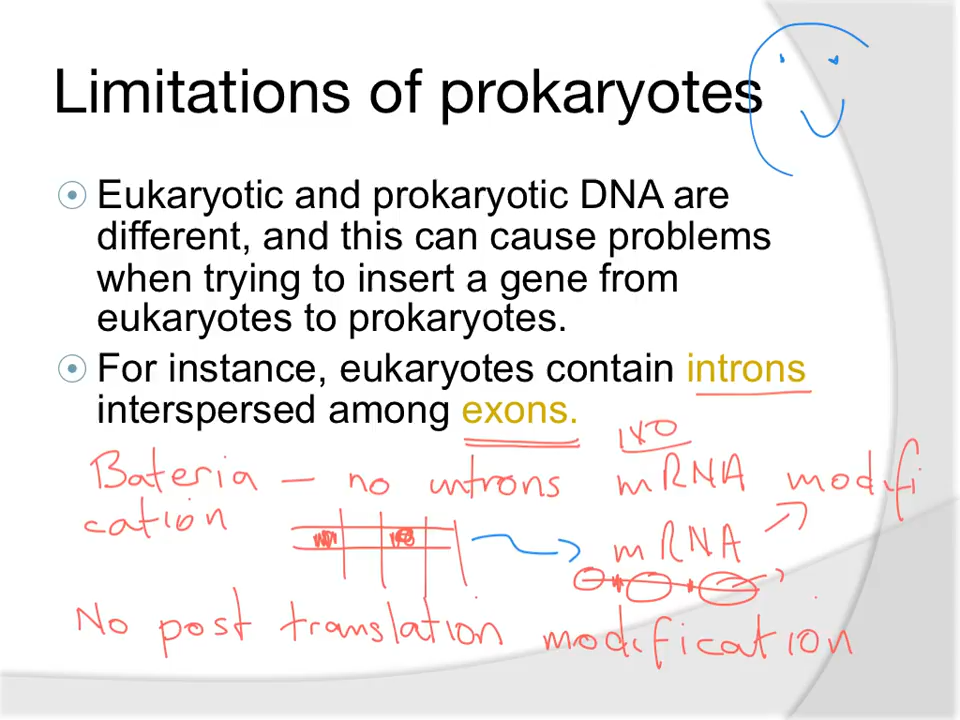 Limitations of prokaryotes
Eukaryotic and prokaryotic DNA are
different, and this can cause problems
when trying to insert a gene from
eukaryotes to prokaryotes.
For instance, eukaryotes contain introns
interspersed among exons.
no
Bateria - no introns mRNA modifi
cation
mRNA
No post translation modification